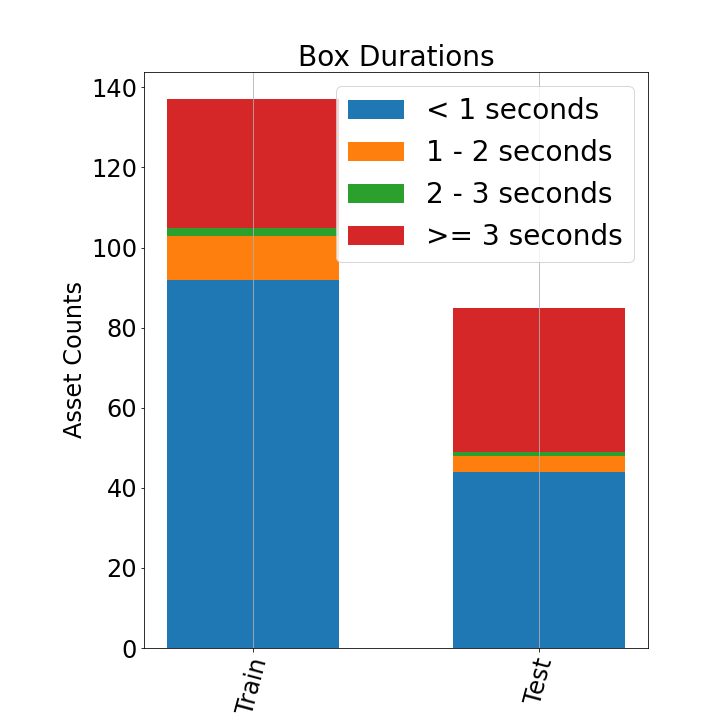 Box Durations
< 1 seconds
1 - 2 seconds
2 - 3 seconds
>= 3 seconds
Asset Counts
140
120
100
80
60
40
20
0
Train
Test